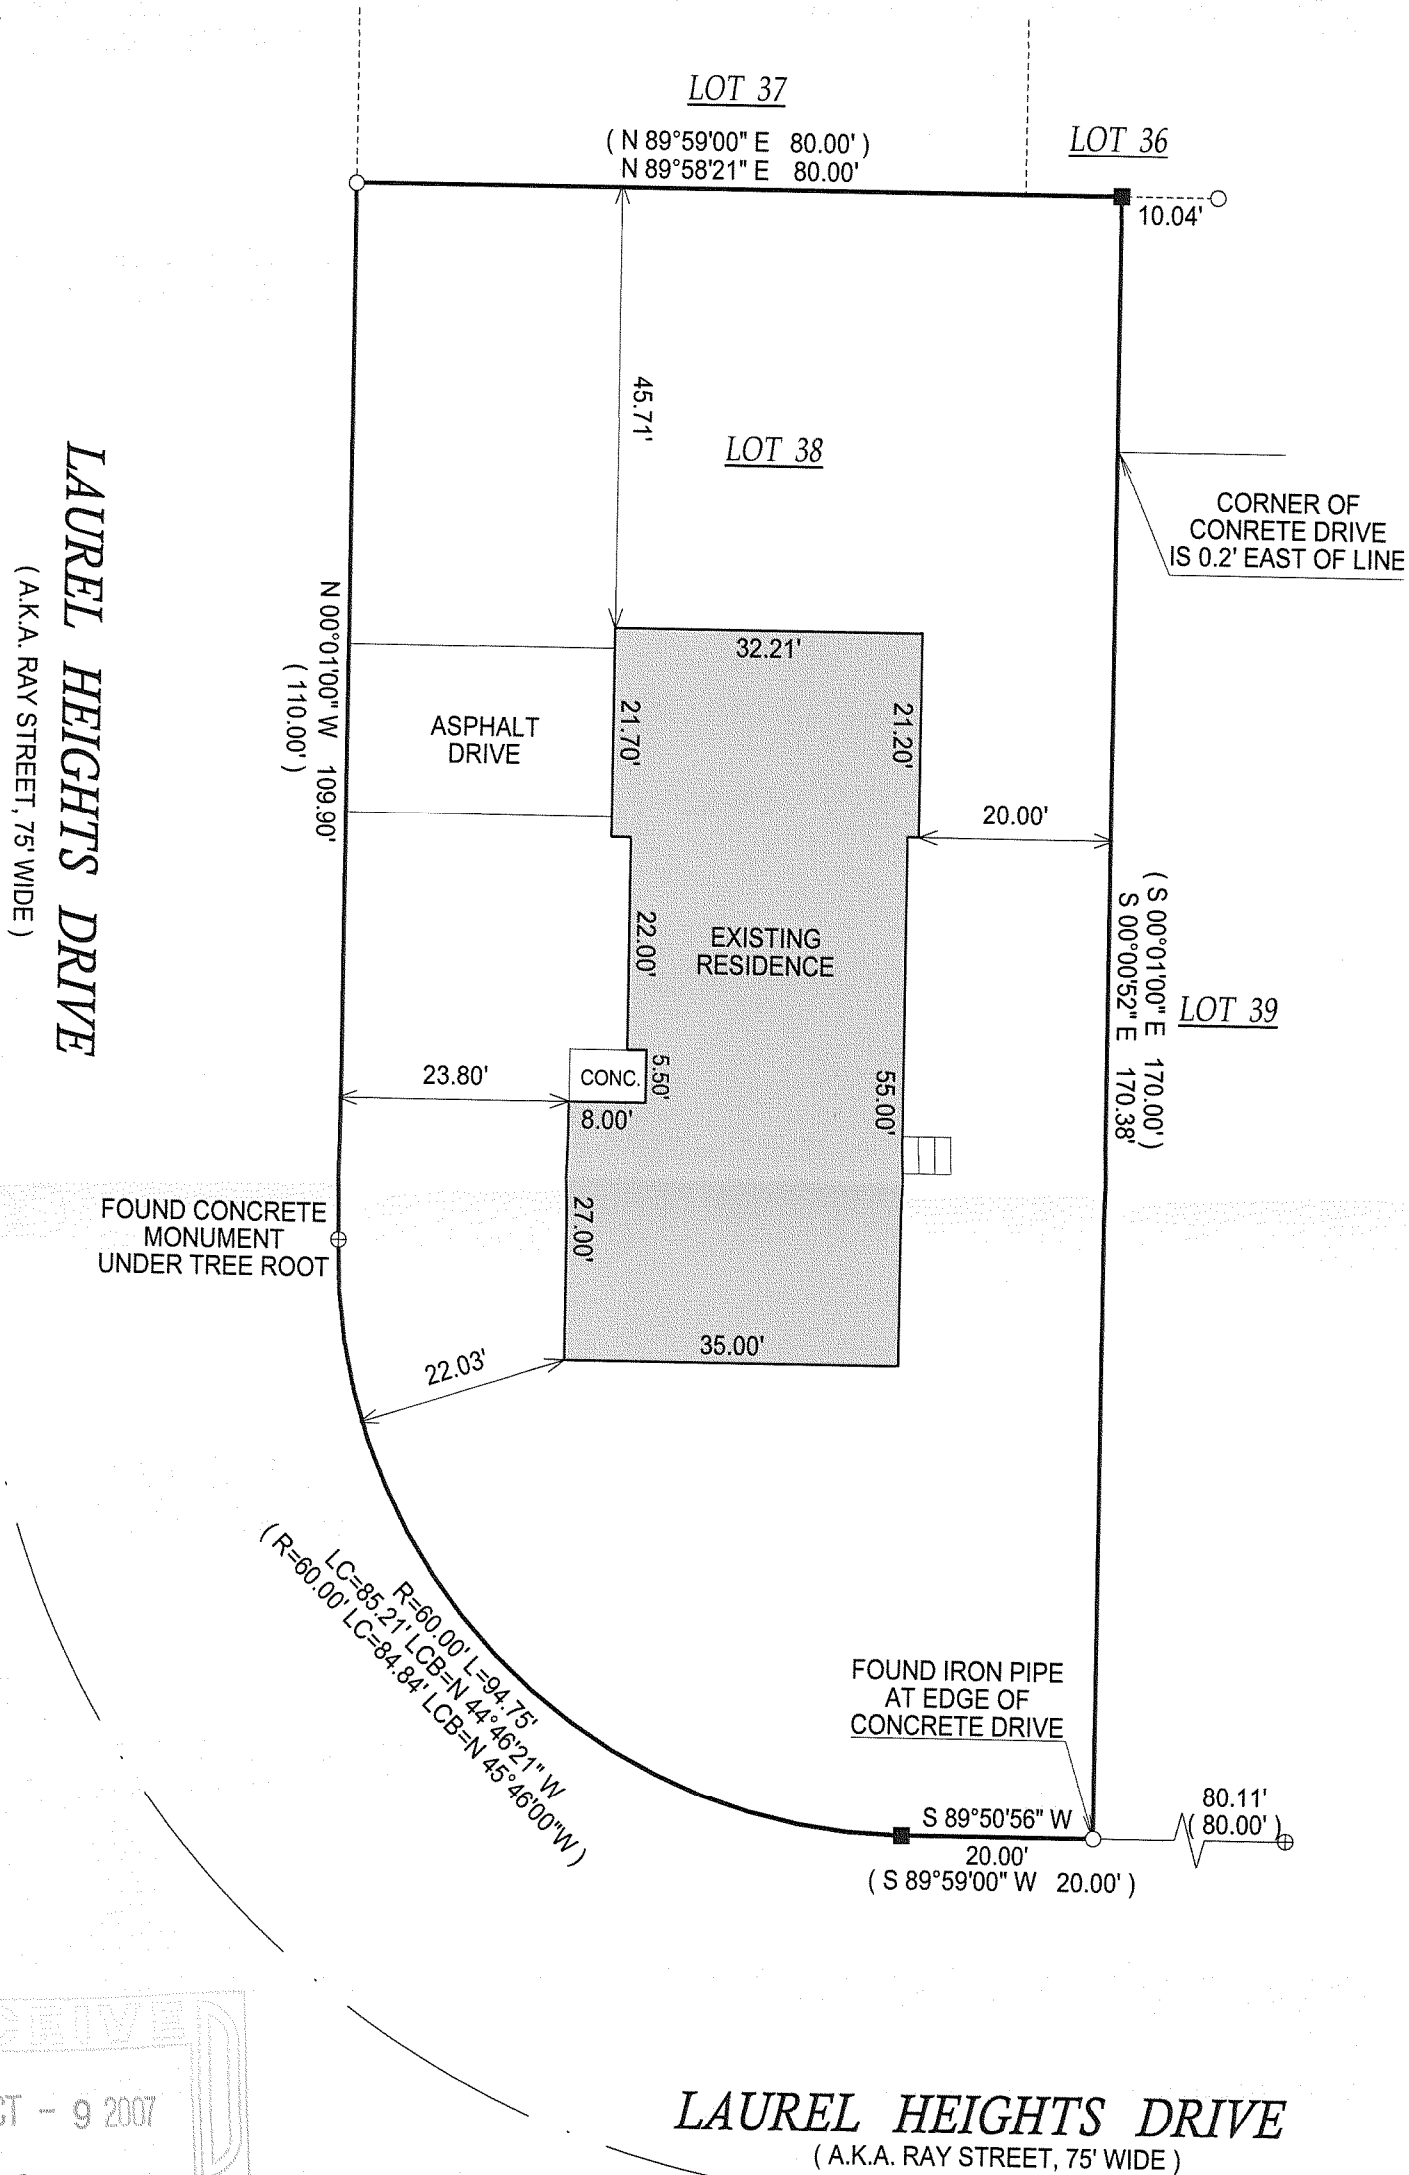 LOT 37
( N 89°59'00" E 80.00' )
N 89°58'21" E 80.00'
LOT 36
10.04'
45.71'
LOT 38
CORNER OF
CONRETE DRIVE
IS 0.2' EAST OF LINE
LAUREL HEIGHTS DRIVE
( A.K.A. RAY STREET, 75' WIDE )
N 00°01'00" W 109.90'
( 110.00' )
ASPHALT
DRIVE
32.21'
21.70'
21.20'
20.00'
22.00'
EXISTING
RESIDENCE
( S 00°01'00" E 170.00' )
S 00°00'52" E 170.38'
LOT 39
23.80'
CONC.
5.50'
8.00'
55.00'
FOUND CONCRETE
MONUMENT
UNDER TREE ROOT
27.00'
35.00'
22.03'
R=60.00' L=94.75'
LC=85.21' LCB=N 44°46'21" W
( R=60.00' LC=84.84' LCB=N 45°46'00"W )
FOUND IRON PIPE
AT EDGE OF
CONCRETE DRIVE
S 89°50'56" W
20.00'
( S 89°59'00" W 20.00' )
80.11'
( 80.00' )
CEIVE
CT - 9 2007
LAUREL HEIGHTS DRIVE
( A.K.A. RAY STREET, 75' WIDE )